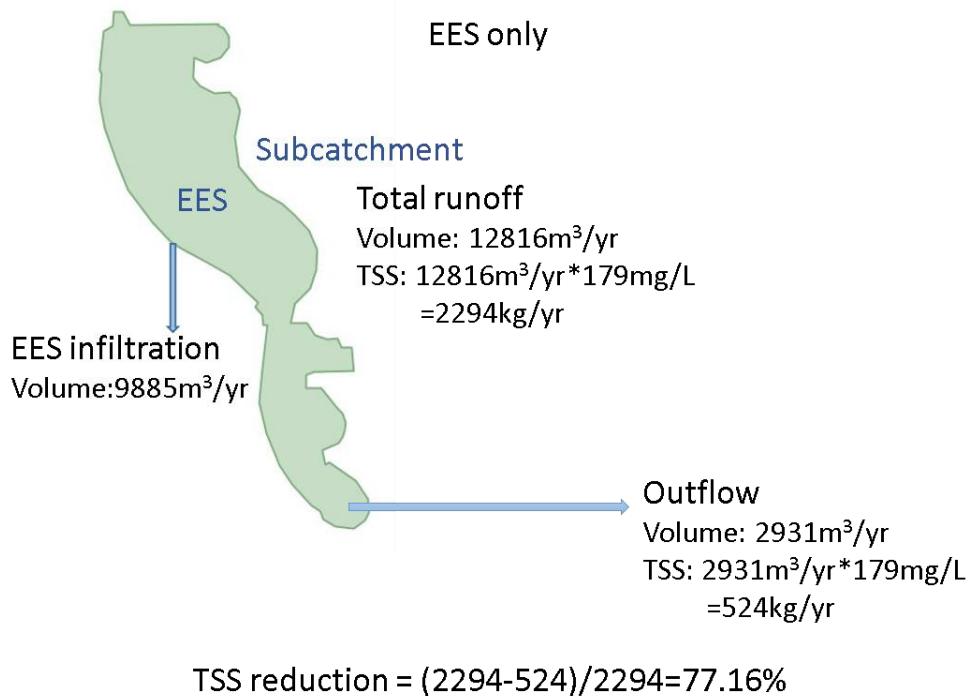 EES only
Subcatchment
EES
Total runoff
Volume: 12816m³/yr
TSS: 12816m³/yr*179mg/L
=2294kg/yr
EES infiltration
Volume:9885m³/yr
Outflow
Volume: 2931m³/yr
TSS: 2931m³/yr*179mg/L
=524kg/yr
TSS reduction = (2294-524)/2294=77.16%